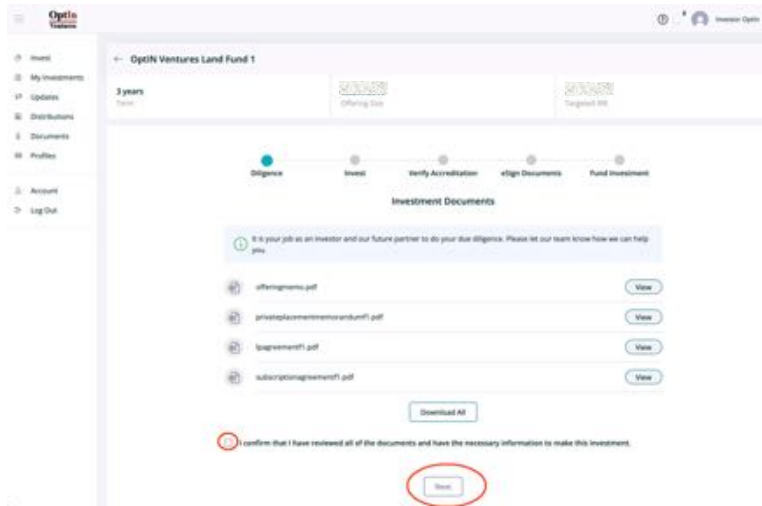 OptIn
Ventures
Investor OptIn
Invest
My Investments
Updates
Distributions
Documents
Profiles
Account
Log Out
← OptIN Ventures Land Fund 1
3 years
Term
Offering Size
Targeted IRR
Diligence
Invest
Verify Accreditation
eSign Documents
Fund Investment
Investment Documents
It is your job as an investor and our future partner to do your due diligence. Please let our team know how we can help
you.
offeringmemo.pdf
View
privateplacementmemorandumf1.pdf
View
lpagreementf1.pdf
View
subscriptionagreementf1.pdf
View
Download All
I confirm that I have reviewed all of the documents and have the necessary information to make this investment.
Next